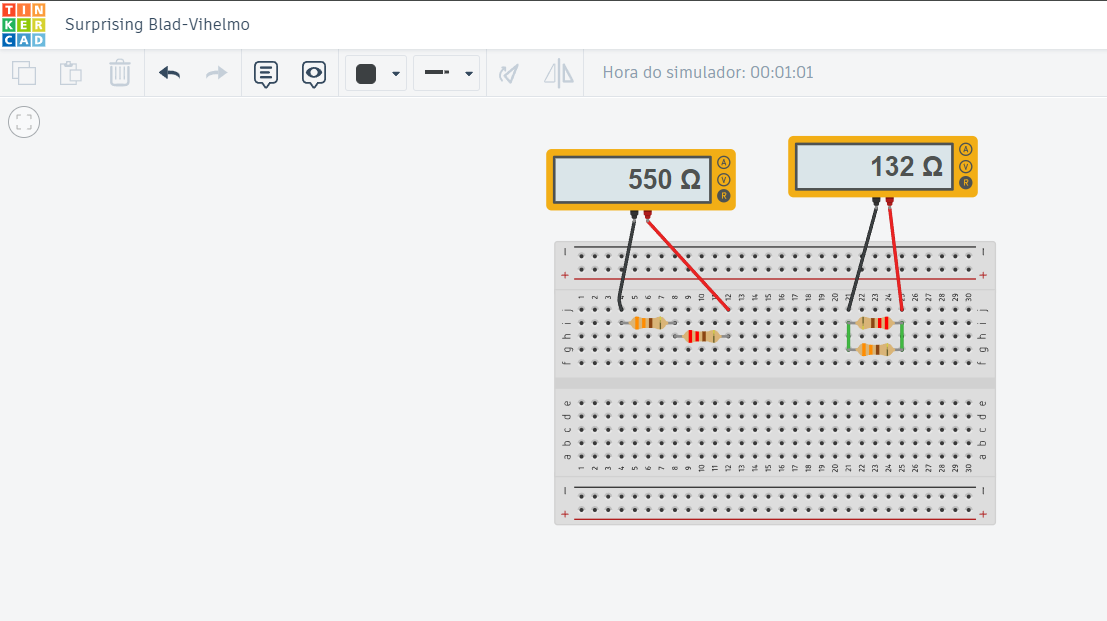 TIN
KER
CAD
Surprising Blad-Vihelmo
Hora do simulador: 00:01:01
550 Ω
A
V
R
132 Ω
A
V
R
1 2 3 4 5 6 7 8 9 10 11 12 13 14 15 16 17 18 19 20 21 22 23 24 25 26 27 28 29 30
j
i
h
g
f
j
i
h
g
f
e
d
c
b
a
e
d
c
b
a
1 2 3 4 5 6 7 8 9 10 11 12 13 14 15 16 17 18 19 20 21 22 23 24 25 26 27 28 29 30